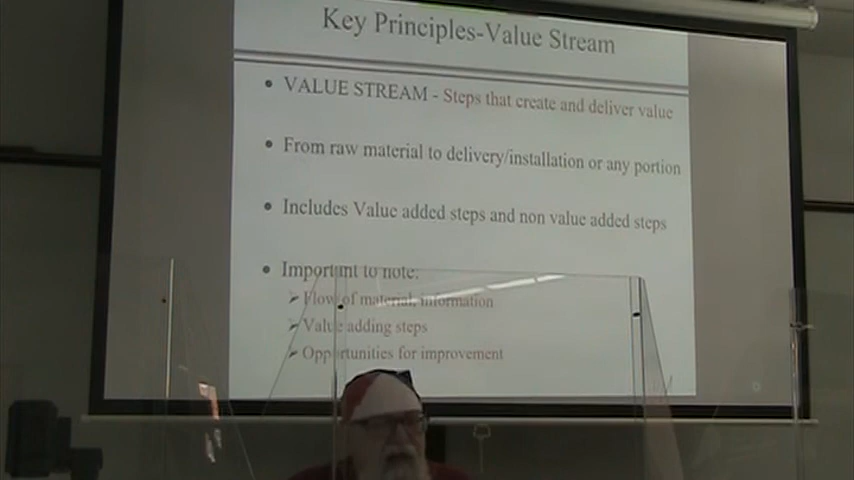 Key Principles-Value Stream
• VALUE STREAM - Steps that create and deliver value
• From raw material to delivery/installation or any portion
• Includes Value added steps and non value added steps
• Important to note:
➢ Flow of material, information
➢ Value adding steps
➢ Opportunities for improvement